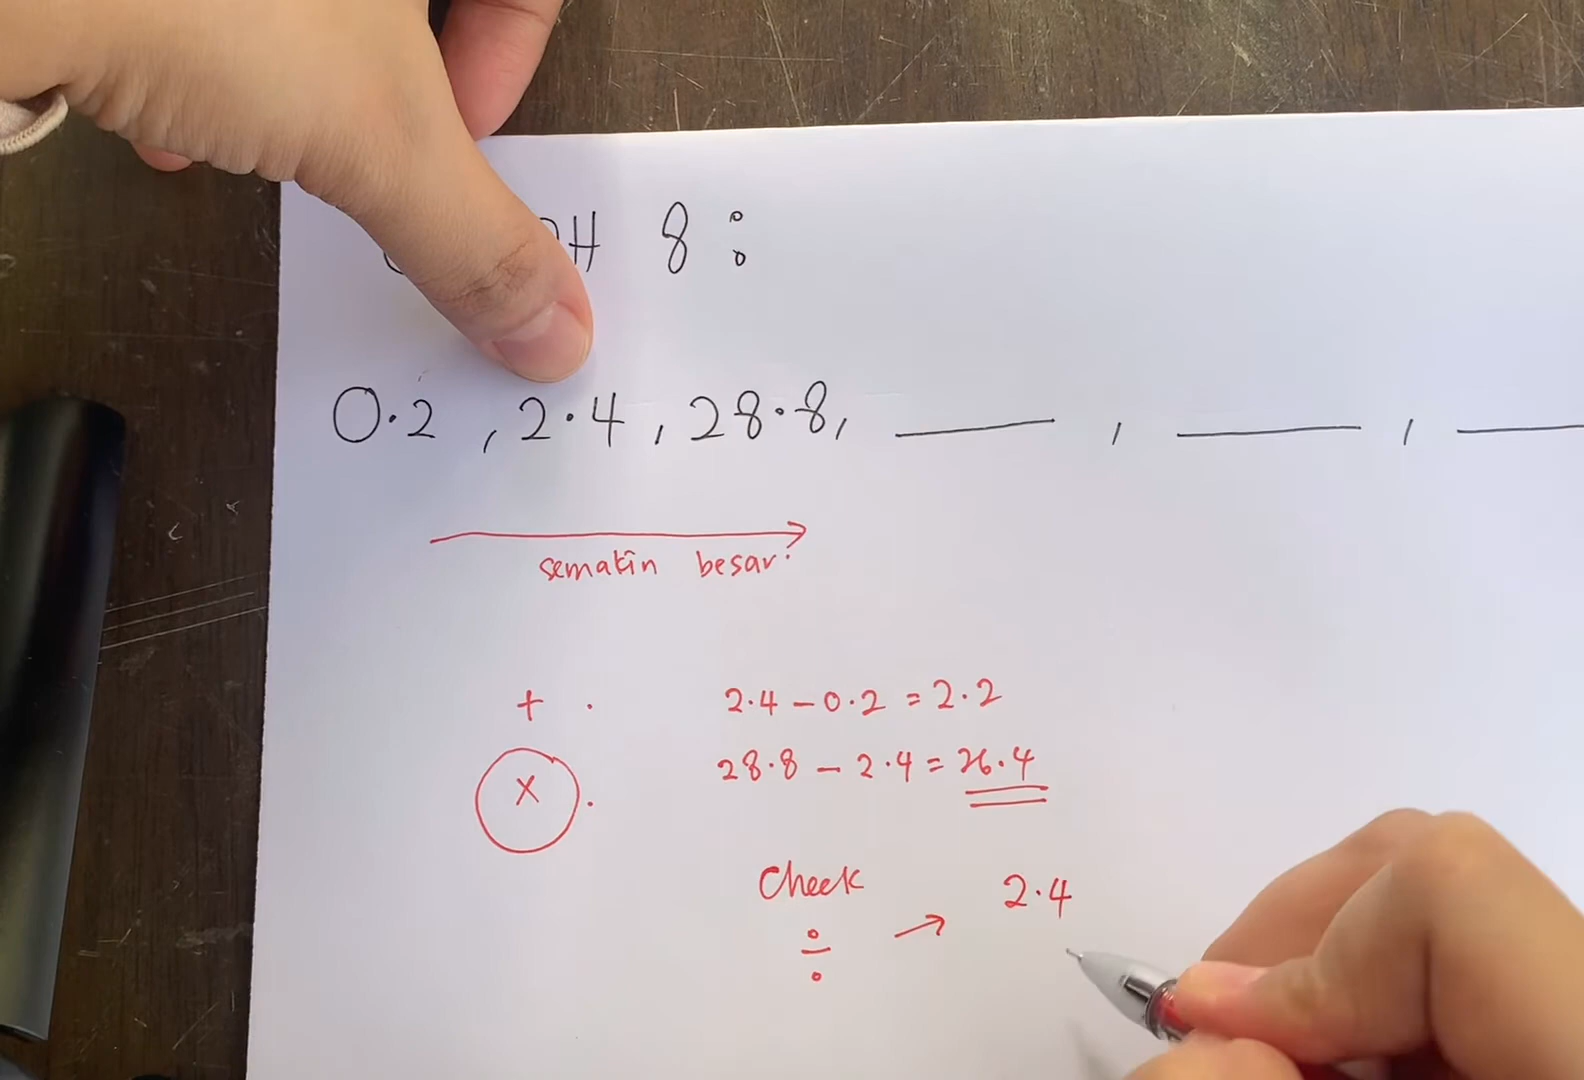 8 :
0.2 , 2.4 , 28.8, ____ , ____ , ____
semakin besar.
+ . 2.4 - 0.2 = 2.2
x . 28.8 - 2.4 = 26.4
Check 2.4
÷ →